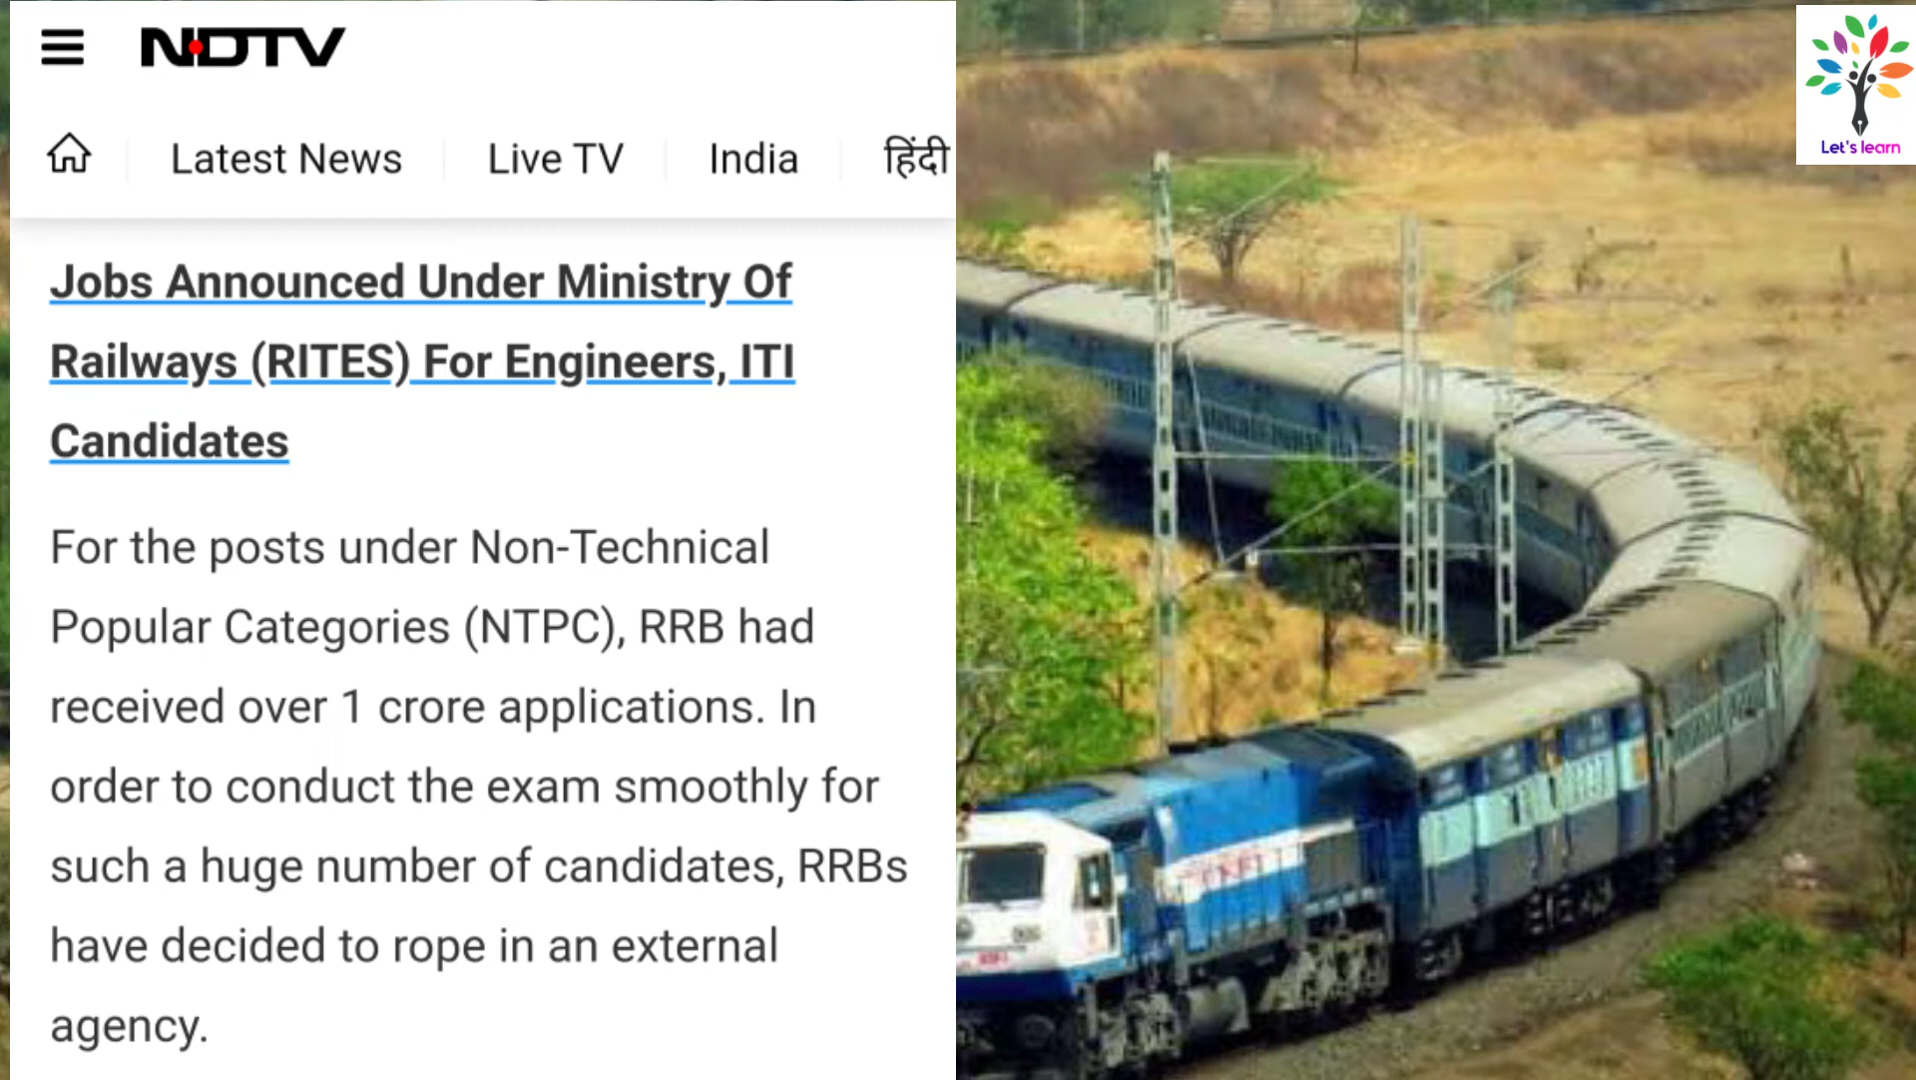 NDTV
Latest News
Live TV
India
हिंदी
Jobs Announced Under Ministry Of
Railways (RITES) For Engineers, ITI
Candidates
For the posts under Non-Technical
Popular Categories (NTPC), RRB had
received over 1 crore applications. In
order to conduct the exam smoothly for
such a huge number of candidates, RRBs
have decided to rope in an external
agency.
Let's learn